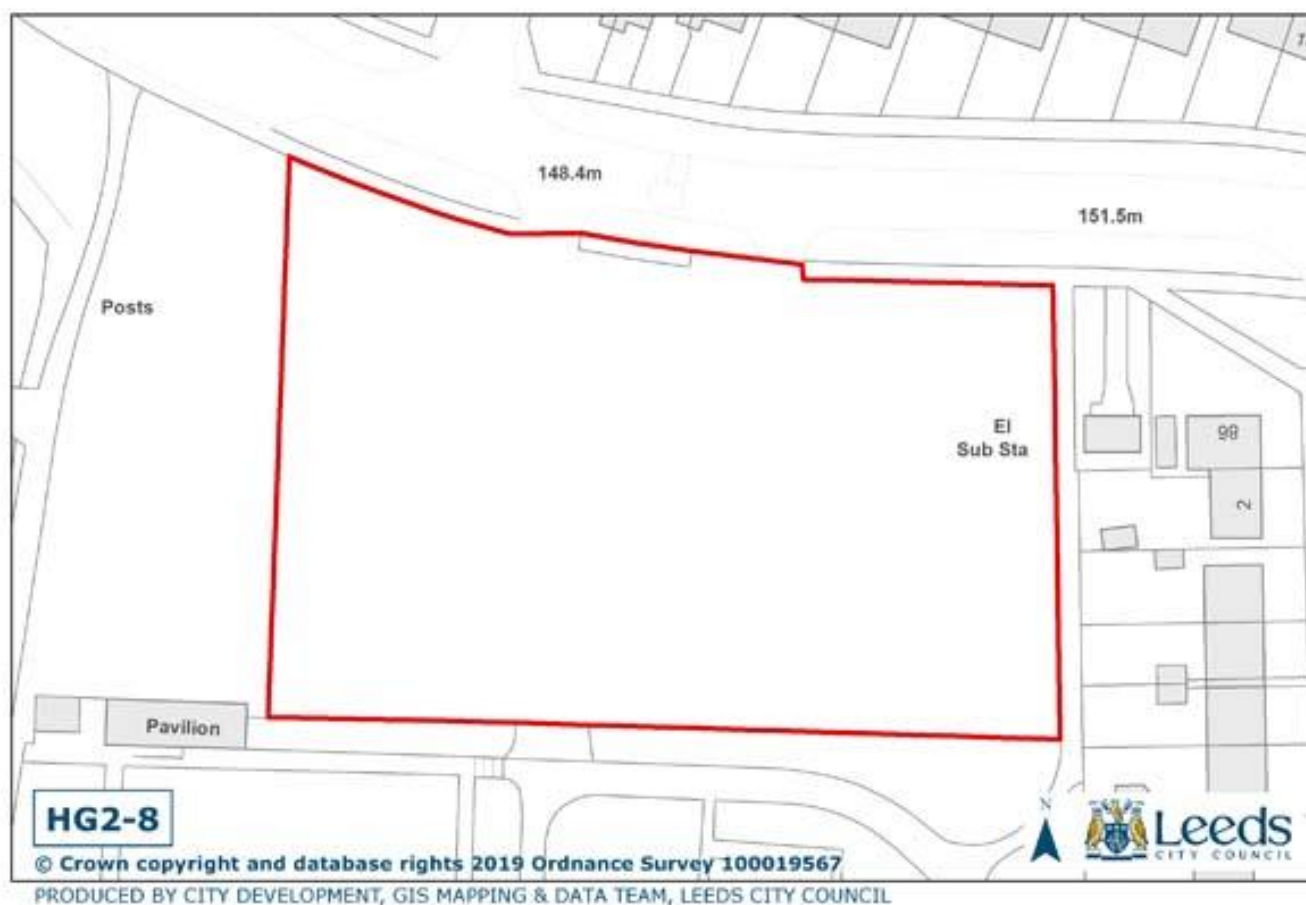 148.4m
151.5m
Posts
El
Sub Sta
98
2
Pavilion
HG2-8
N
Leeds
CITY COUNCIL
© Crown copyright and database rights 2019 Ordnance Survey 100019567
PRODUCED BY CITY DEVELOPMENT, GIS MAPPING & DATA TEAM, LEEDS CITY COUNCIL